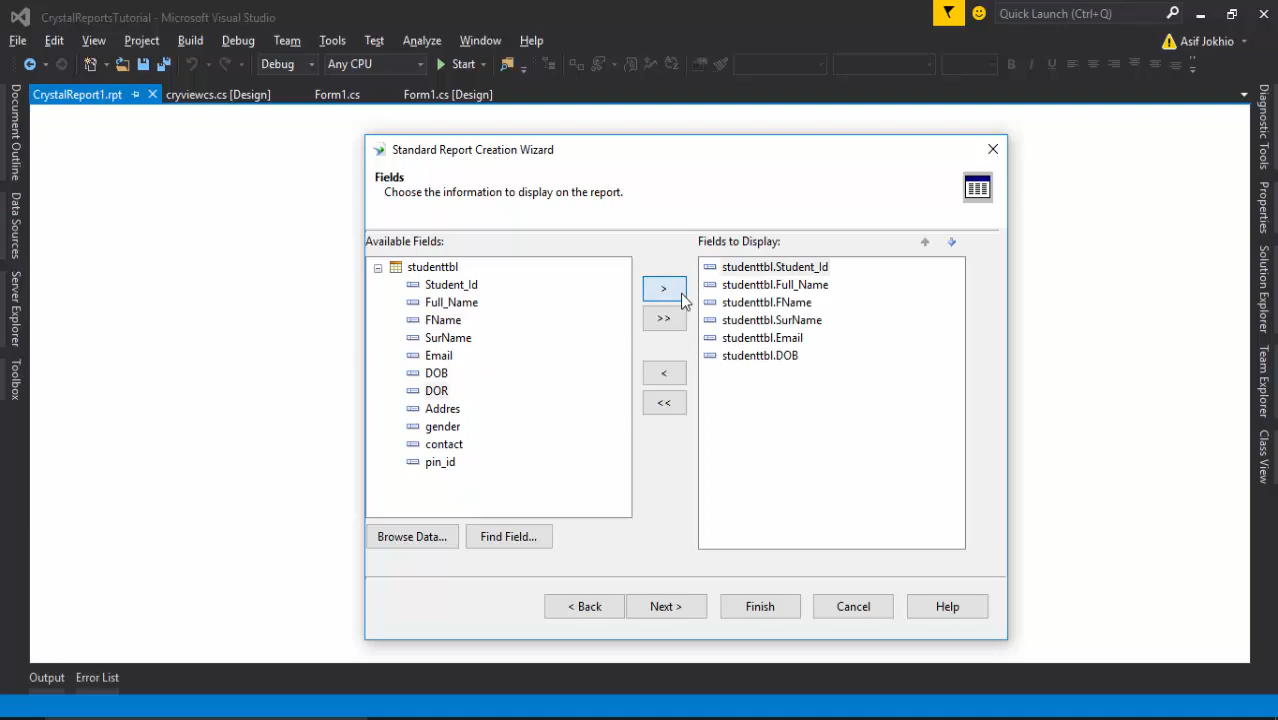 CrystalReportsTutorial - Microsoft Visual Studio
Quick Launch (Ctrl+Q)
File Edit View Project Build Debug Team Tools Test Analyze Window Help
Asif Jokhio
Debug Any CPU Start
CrystalReport1.rpt cryviewcs.cs [Design] Form1.cs Form1.cs [Design]
Document Outline
Data Sources
Server Explorer
Toolbox
Standard Report Creation Wizard
Fields
Choose the information to display on the report.
Available Fields:
studenttbl
Student_Id
Full_Name
FName
SurName
Email
DOB
DOR
Addres
gender
contact
pin_id
Browse Data... Find Field...
>
>>
<
<<
Fields to Display:
studenttbl.Student_Id
studenttbl.Full_Name
studenttbl.FName
studenttbl.SurName
studenttbl.Email
studenttbl.DOB
< Back Next > Finish Cancel Help
Diagnostic Tools
Properties
Solution Explorer
Team Explorer
Class View
Output Error List